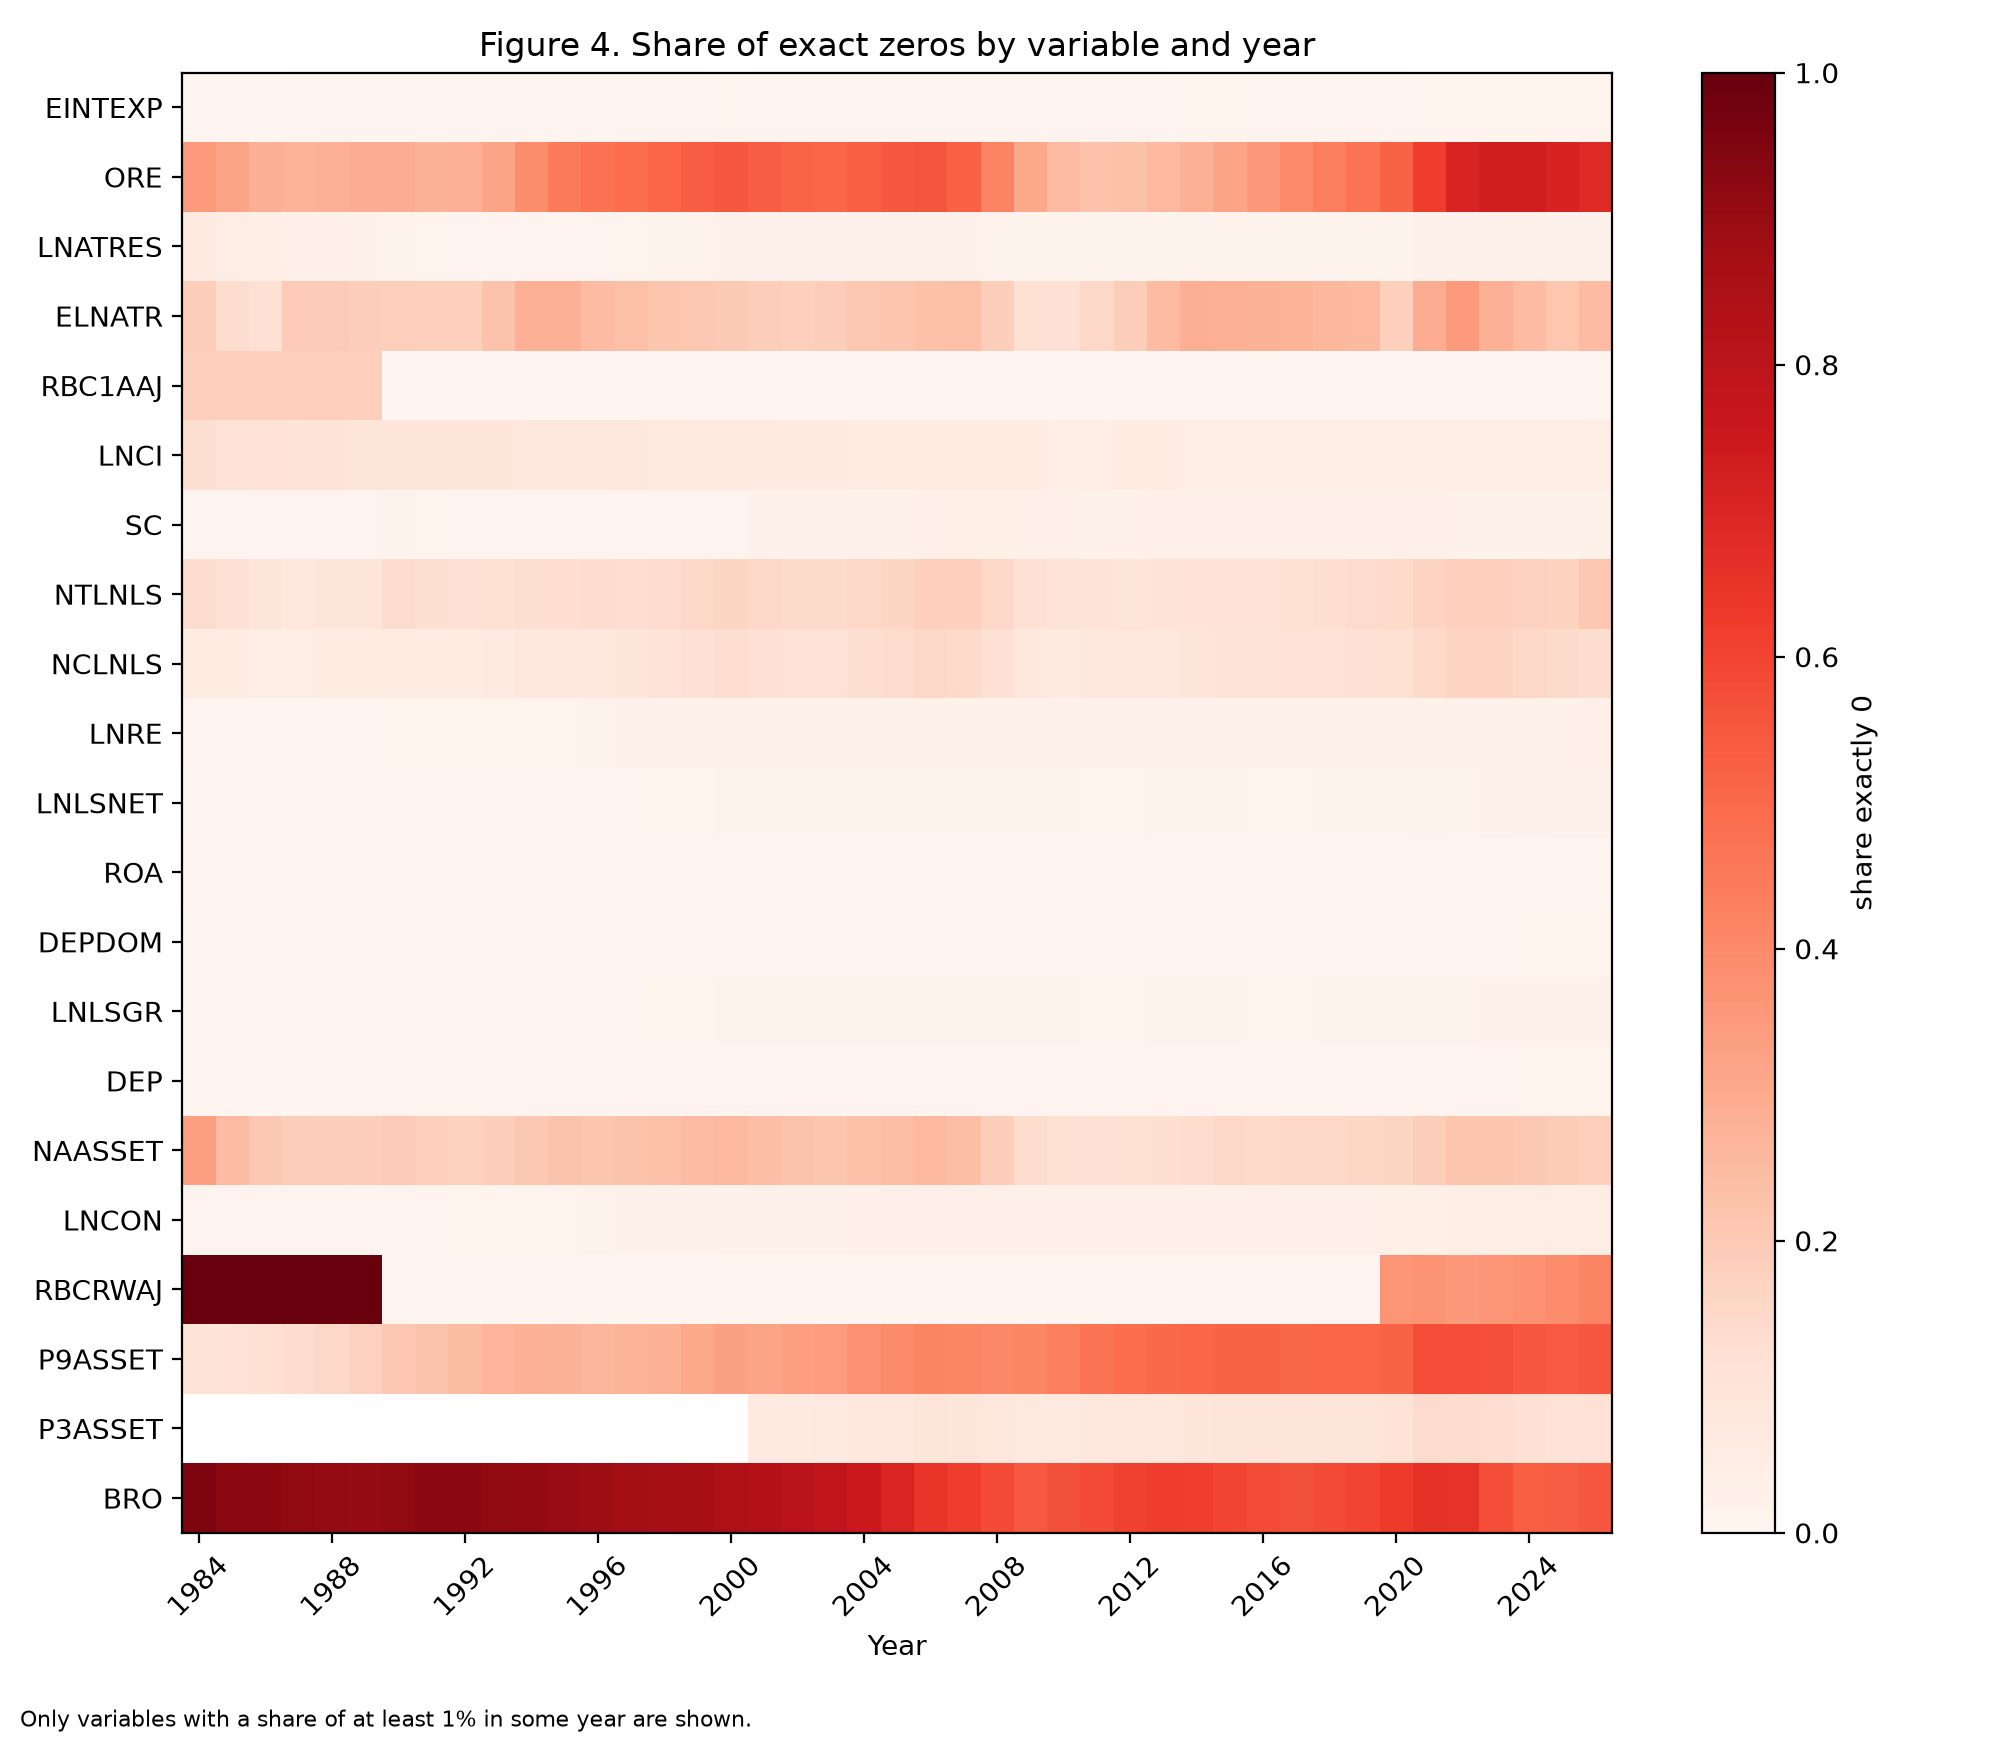 Figure 4. Share of exact zeros by variable and year
EINTEXP
ORE
LNATRES
ELNATR
RBC1AAJ
LNCI
SC
NTLNLS
NCLNLS
LNRE
LNLSNET
ROA
DEPDOM
LNLSGR
DEP
NAASSET
LNCON
RBCRWAJ
P9ASSET
P3ASSET
BRO
1984 1988 1992 1996 2000 2004 2008 2012 2016 2020 2024
Year
1.0
0.8
0.6
0.4
0.2
0.0
share exactly 0
Only variables with a share of at least 1% in some year are shown.